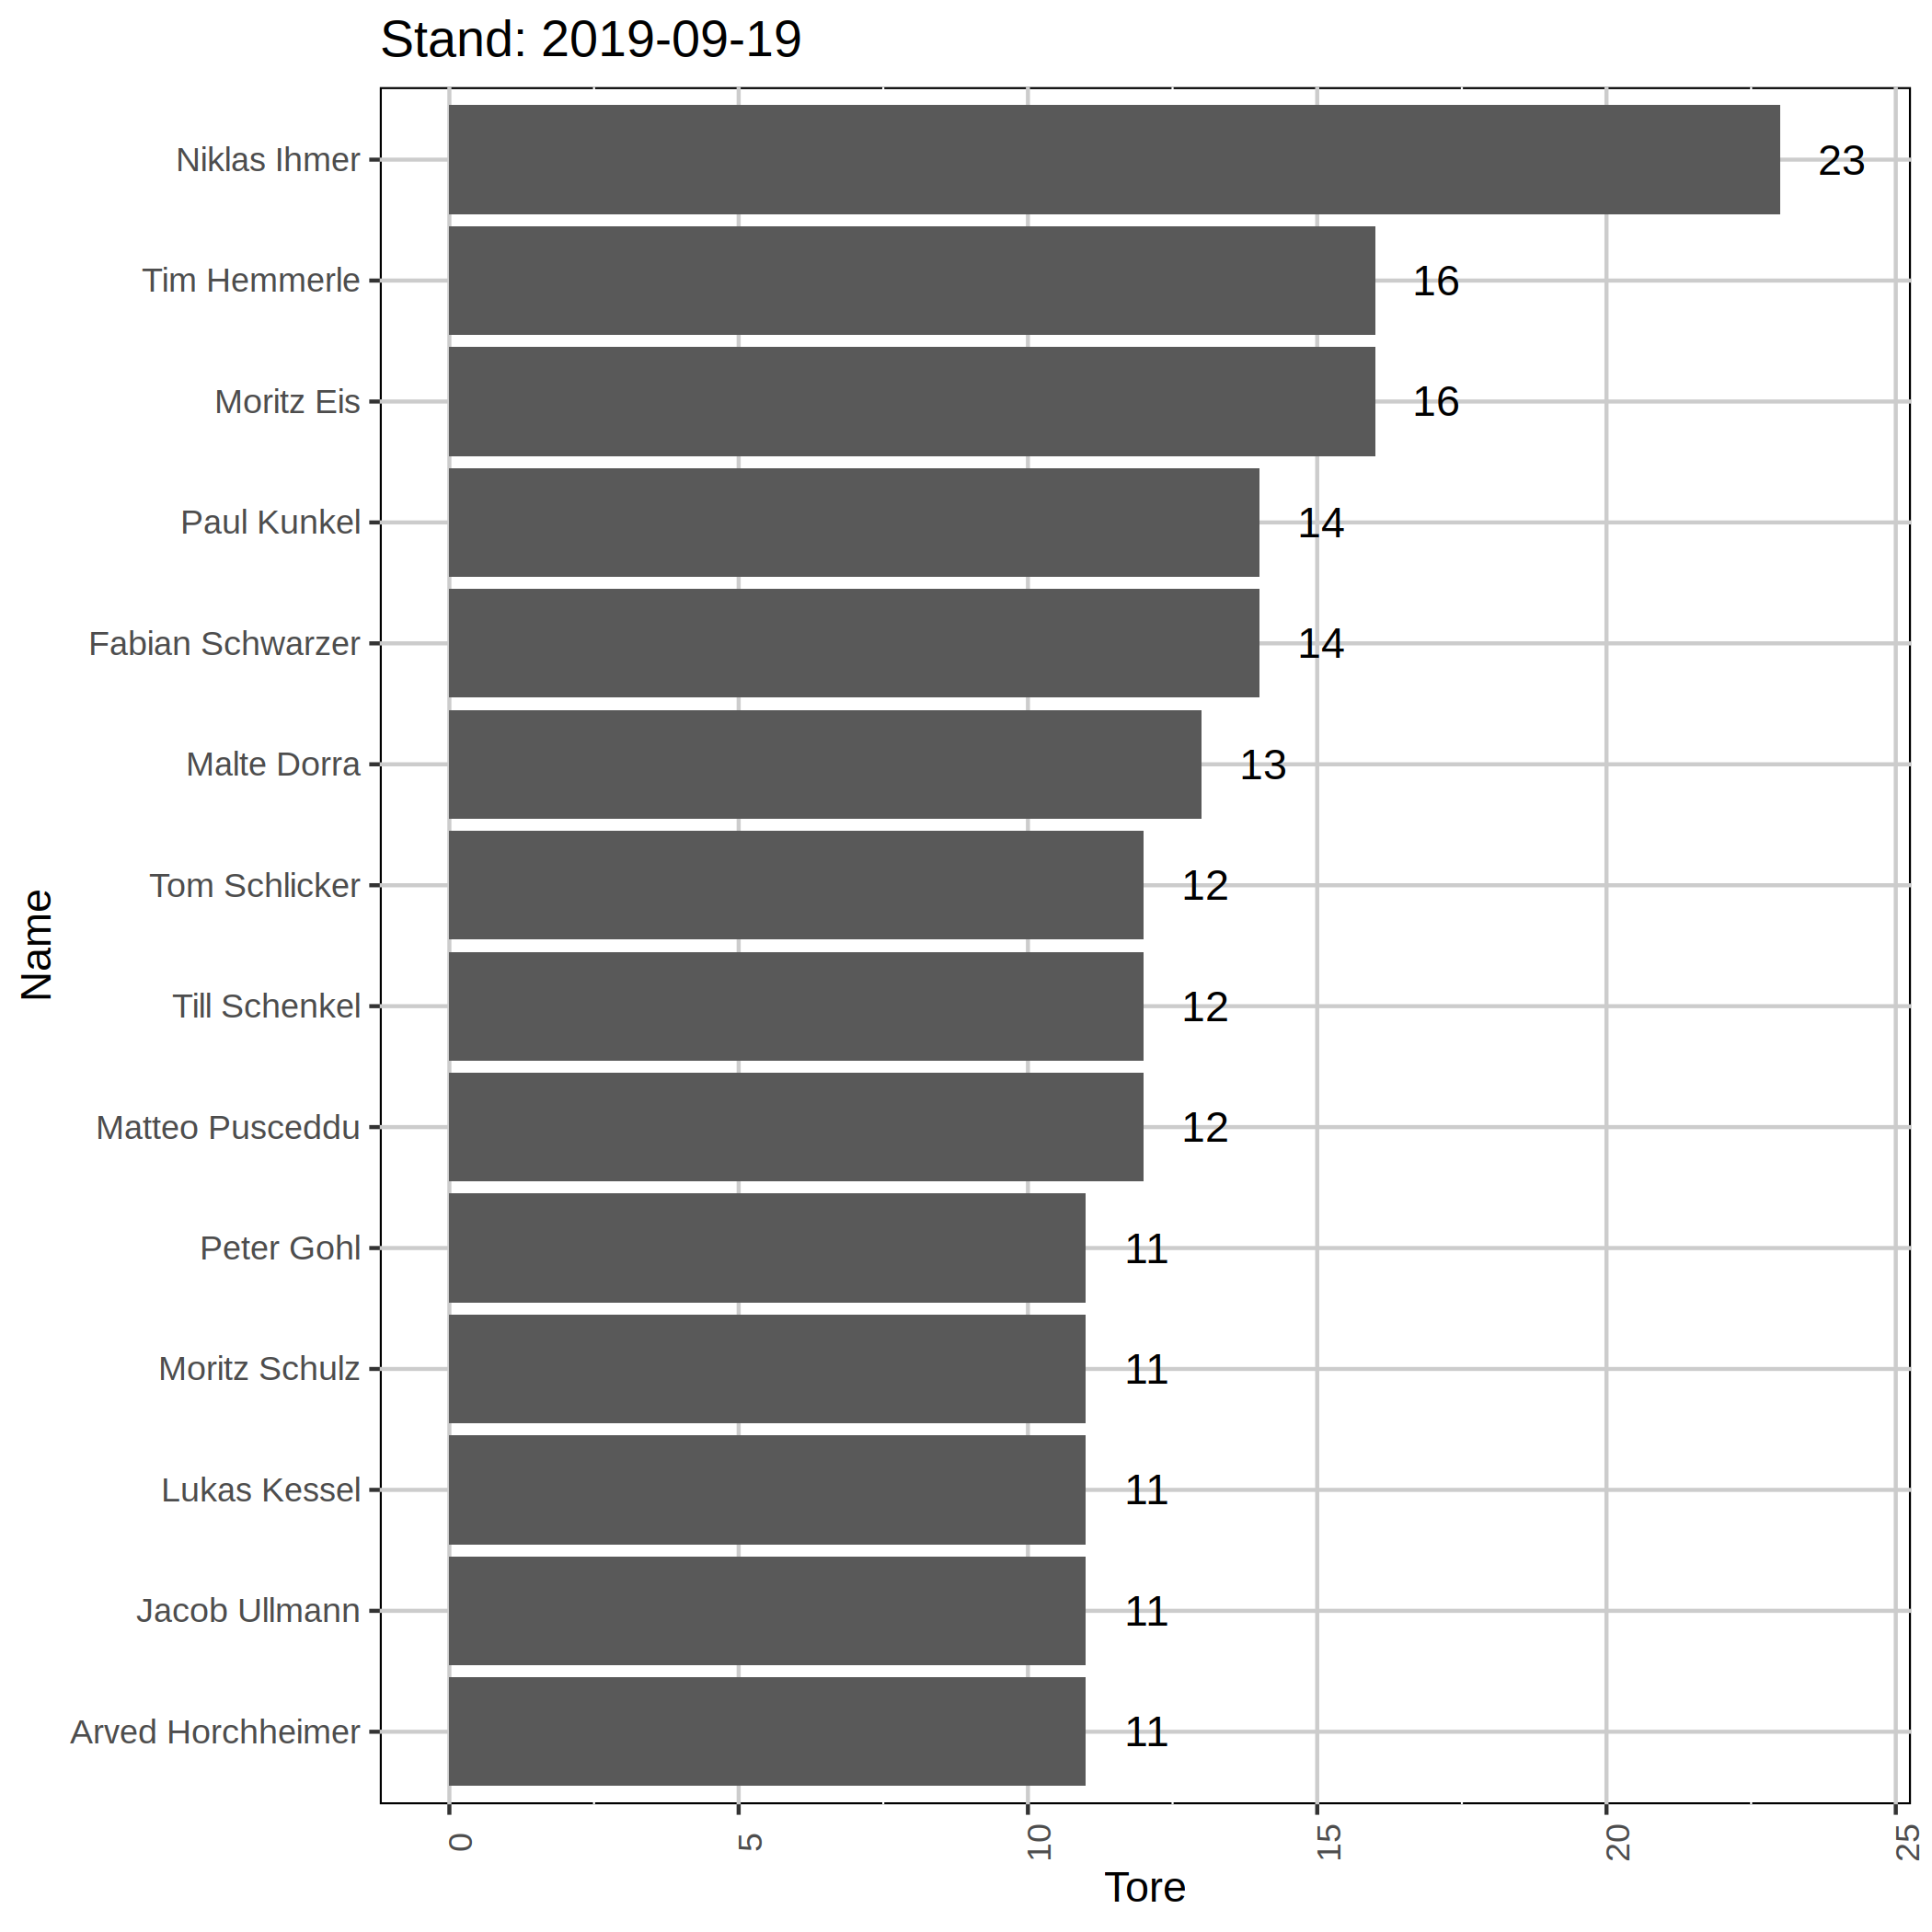 Stand: 2019-09-19
Niklas Ihmer 23
Tim Hemmerle 16
Moritz Eis 16
Paul Kunkel 14
Fabian Schwarzer 14
Malte Dorra 13
Tom Schlicker 12
Till Schenkel 12
Matteo Pusceddu 12
Peter Gohl 11
Moritz Schulz 11
Lukas Kessel 11
Jacob Ullmann 11
Arved Horchheimer 11
Name
0 5 10 15 20 25
Tore